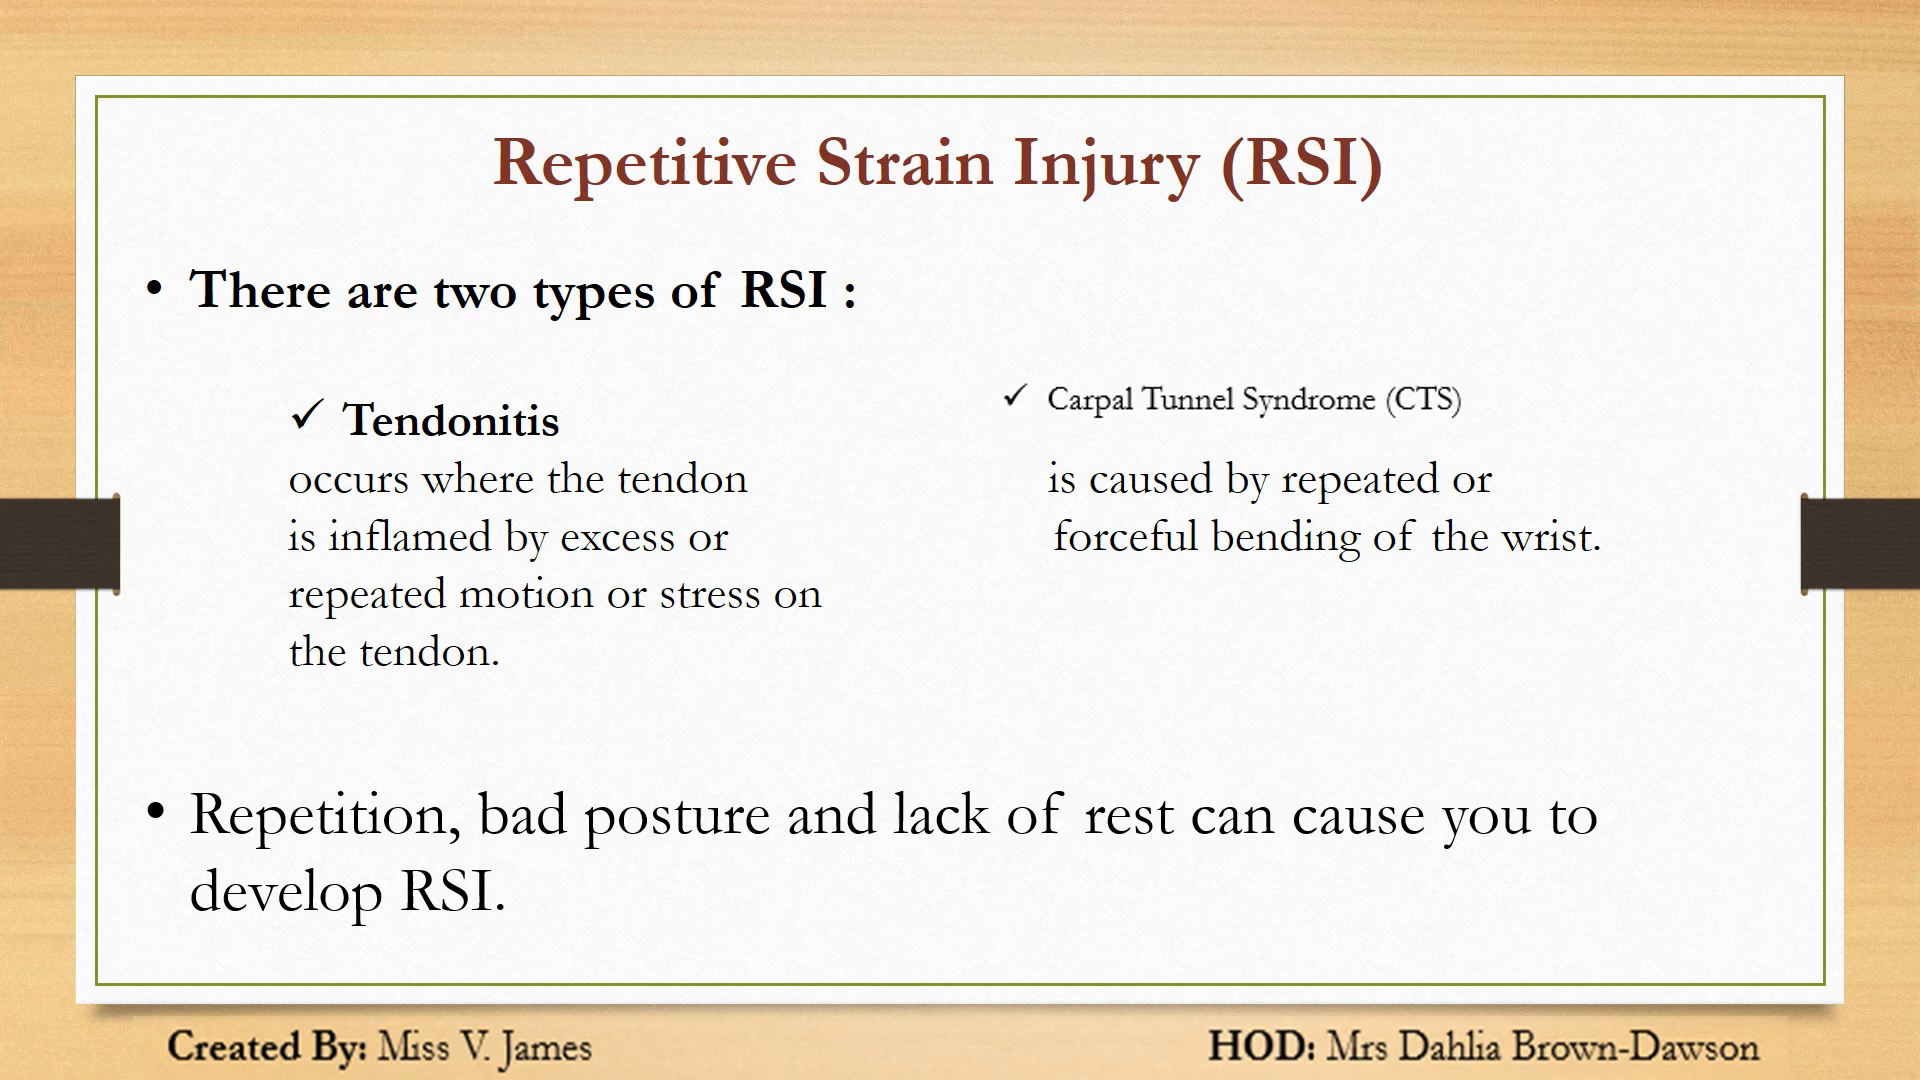 Repetitive Strain Injury (RSI)
• There are two types of RSI :
✓ Tendonitis
occurs where the tendon
is inflamed by excess or
repeated motion or stress on
the tendon.
✓ Carpal Tunnel Syndrome (CTS)
is caused by repeated or
forceful bending of the wrist.
• Repetition, bad posture and lack of rest can cause you to
develop RSI.
Created By: Miss V. James
HOD: Mrs Dahlia Brown-Dawson